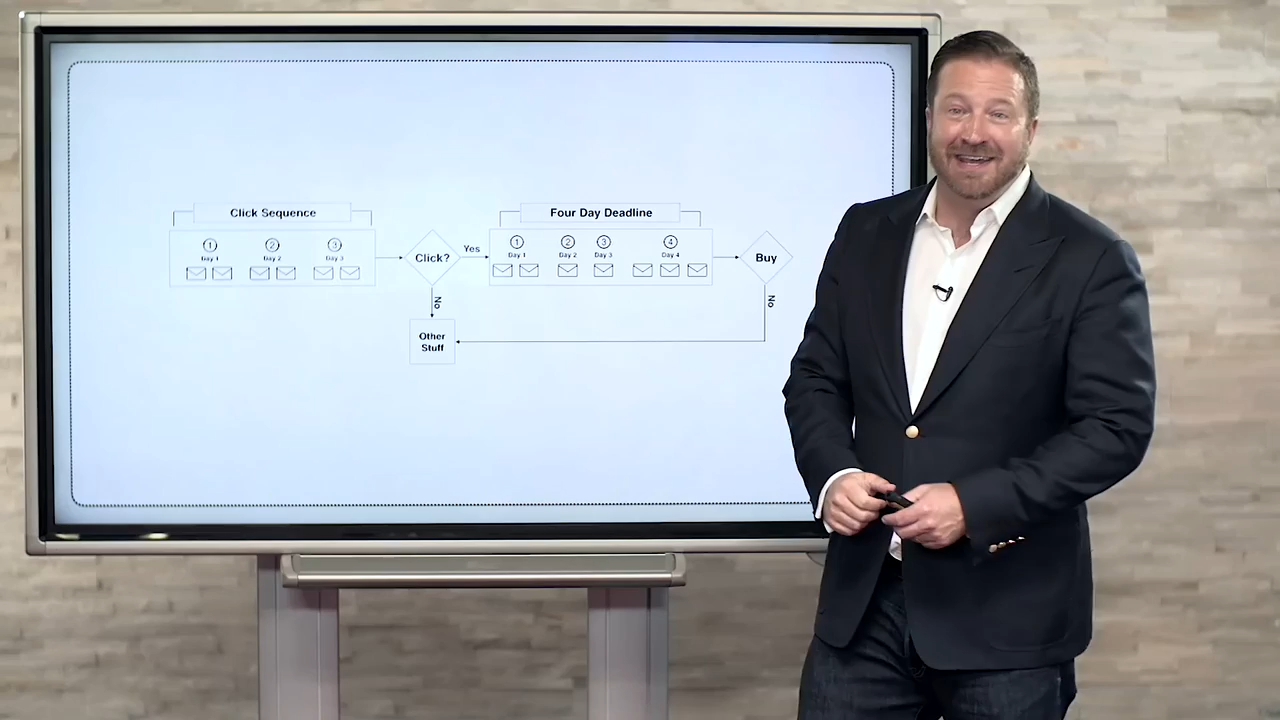 Click Sequence
Four Day Deadline
1 2 3
Day 1 Day 2 Day 3
Click?
Yes
1 2 3 4
Day 1 Day 2 Day 3 Day 4
Buy
No
No
Other
Stuff